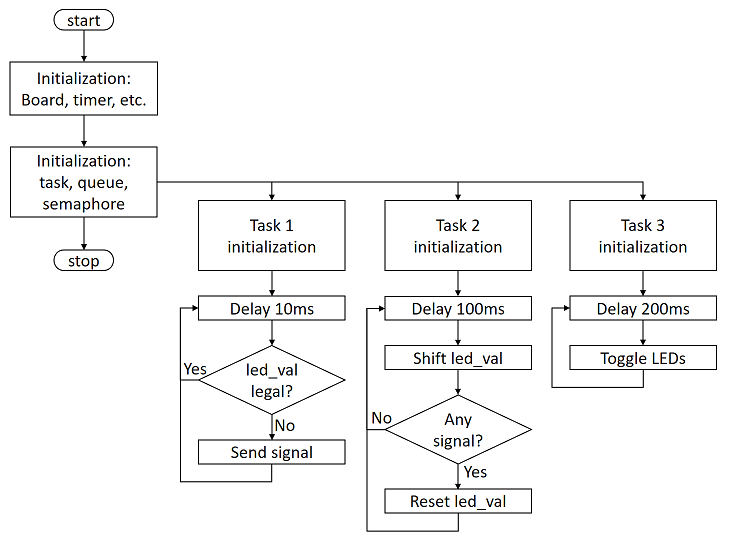 start
Initialization:
Board, timer, etc.
Initialization:
task, queue,
semaphore
stop
Task 1
initialization
Delay 10ms
Yes
led_val
legal?
No
Send signal
Task 2
initialization
Delay 100ms
Shift led_val
No
Any
signal?
Yes
Reset led_val
Task 3
initialization
Delay 200ms
Toggle LEDs